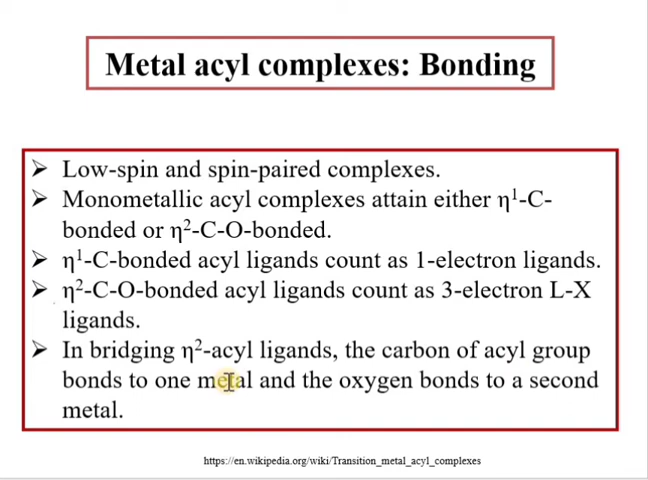 Metal acyl complexes: Bonding
➤ Low-spin and spin-paired complexes.
➤ Monometallic acyl complexes attain either η¹-C-
bonded or η²-C-O-bonded.
➤ η¹-C-bonded acyl ligands count as 1-electron ligands.
➤ η²-C-O-bonded acyl ligands count as 3-electron L-X
ligands.
➤ In bridging η²-acyl ligands, the carbon of acyl group
bonds to one metal and the oxygen bonds to a second
metal.
https://en.wikipedia.org/wiki/Transition_metal_acyl_complexes